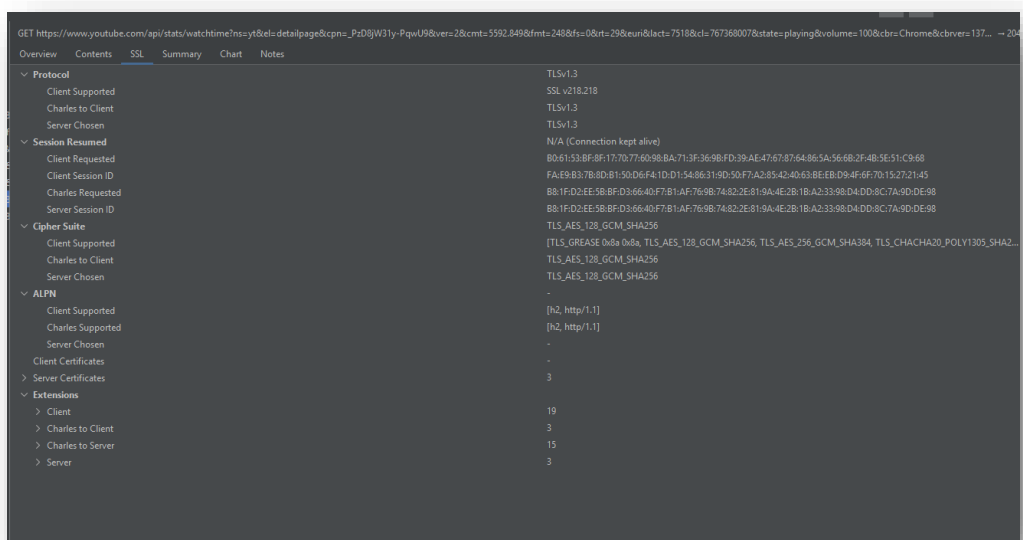 GET https://www.youtube.com/api/stats/watchtime?ns=yt&el=detailpage&cpn=_PzD8jW31y-PqwU9&ver=2&cmt=5592.849&fmt=248&fs=0&rt=29&euri&lact=7518&cl=767368007&state=playing&volume=100&cbr=Chrome&cbrver=137... → 204
Overview Contents SSL Summary Chart Notes
Protocol TLSv1.3
Client Supported SSL v218.218
Charles to Client TLSv1.3
Server Chosen TLSv1.3
Session Resumed N/A (Connection kept alive)
Client Requested B0:61:53:BF:8F:17:70:77:60:98:BA:71:3F:36:9B:FD:39:AE:47:67:87:64:86:5A:56:6B:2F:4B:5E:51:C9:68
Client Session ID FA:E9:B3:7B:8D:B1:50:D6:F4:1D:D1:54:86:31:9D:50:F7:A2:85:42:40:63:BE:EB:D9:4F:6F:70:15:27:21:45
Charles Requested B8:1F:D2:EE:5B:BF:D3:66:40:F7:B1:AF:76:9B:74:82:2E:81:9A:4E:2B:1B:A2:33:98:D4:DD:8C:7A:9D:DE:98
Server Session ID B8:1F:D2:EE:5B:BF:D3:66:40:F7:B1:AF:76:9B:74:82:2E:81:9A:4E:2B:1B:A2:33:98:D4:DD:8C:7A:9D:DE:98
Cipher Suite TLS_AES_128_GCM_SHA256
Client Supported [TLS_GREASE 0x8a 0x8a, TLS_AES_128_GCM_SHA256, TLS_AES_256_GCM_SHA384, TLS_CHACHA20_POLY1305_SHA2...
Charles to Client TLS_AES_128_GCM_SHA256
Server Chosen TLS_AES_128_GCM_SHA256
ALPN -
Client Supported [h2, http/1.1]
Charles Supported [h2, http/1.1]
Server Chosen -
Client Certificates -
Server Certificates 3
Extensions
Client 19
Charles to Client 3
Charles to Server 15
Server 3